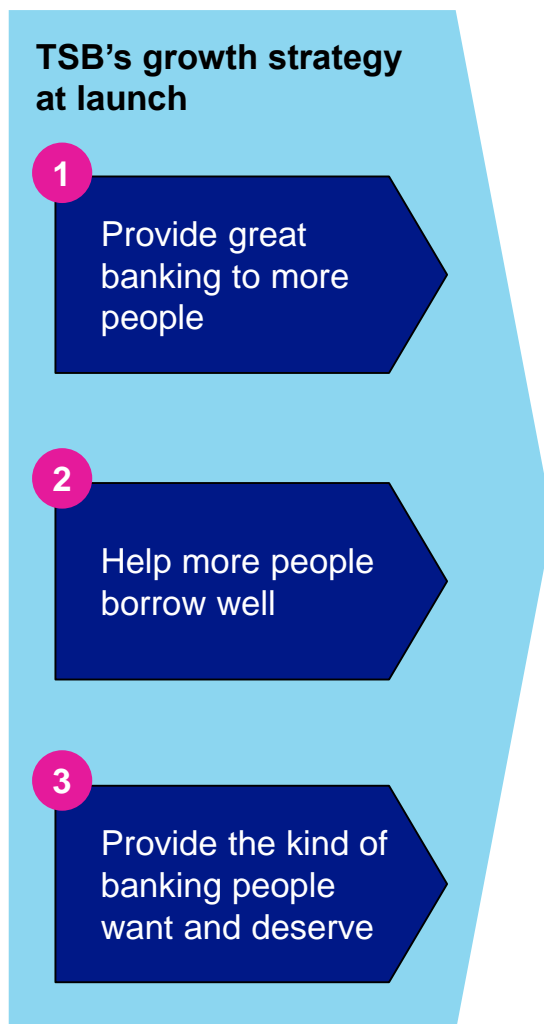 TSB's growth strategy
at launch
1
Provide great
banking to more
people
2
Help more people
borrow well
3
Provide the kind of
banking people
want and deserve